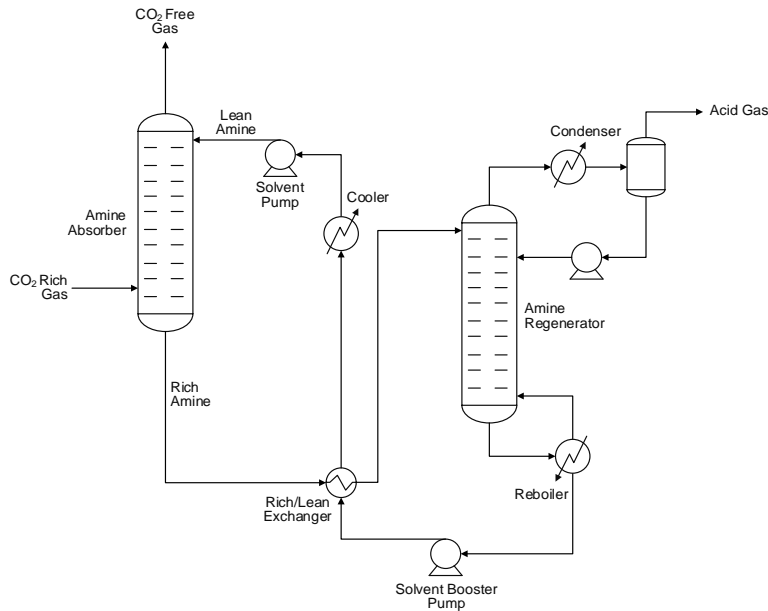 CO₂ Free
Gas
Lean
Amine
Solvent
Pump
Cooler
Amine
Absorber
CO₂ Rich
Gas
Rich
Amine
Rich/Lean
Exchanger
Condenser
Acid Gas
Amine
Regenerator
Reboiler
Solvent Booster
Pump